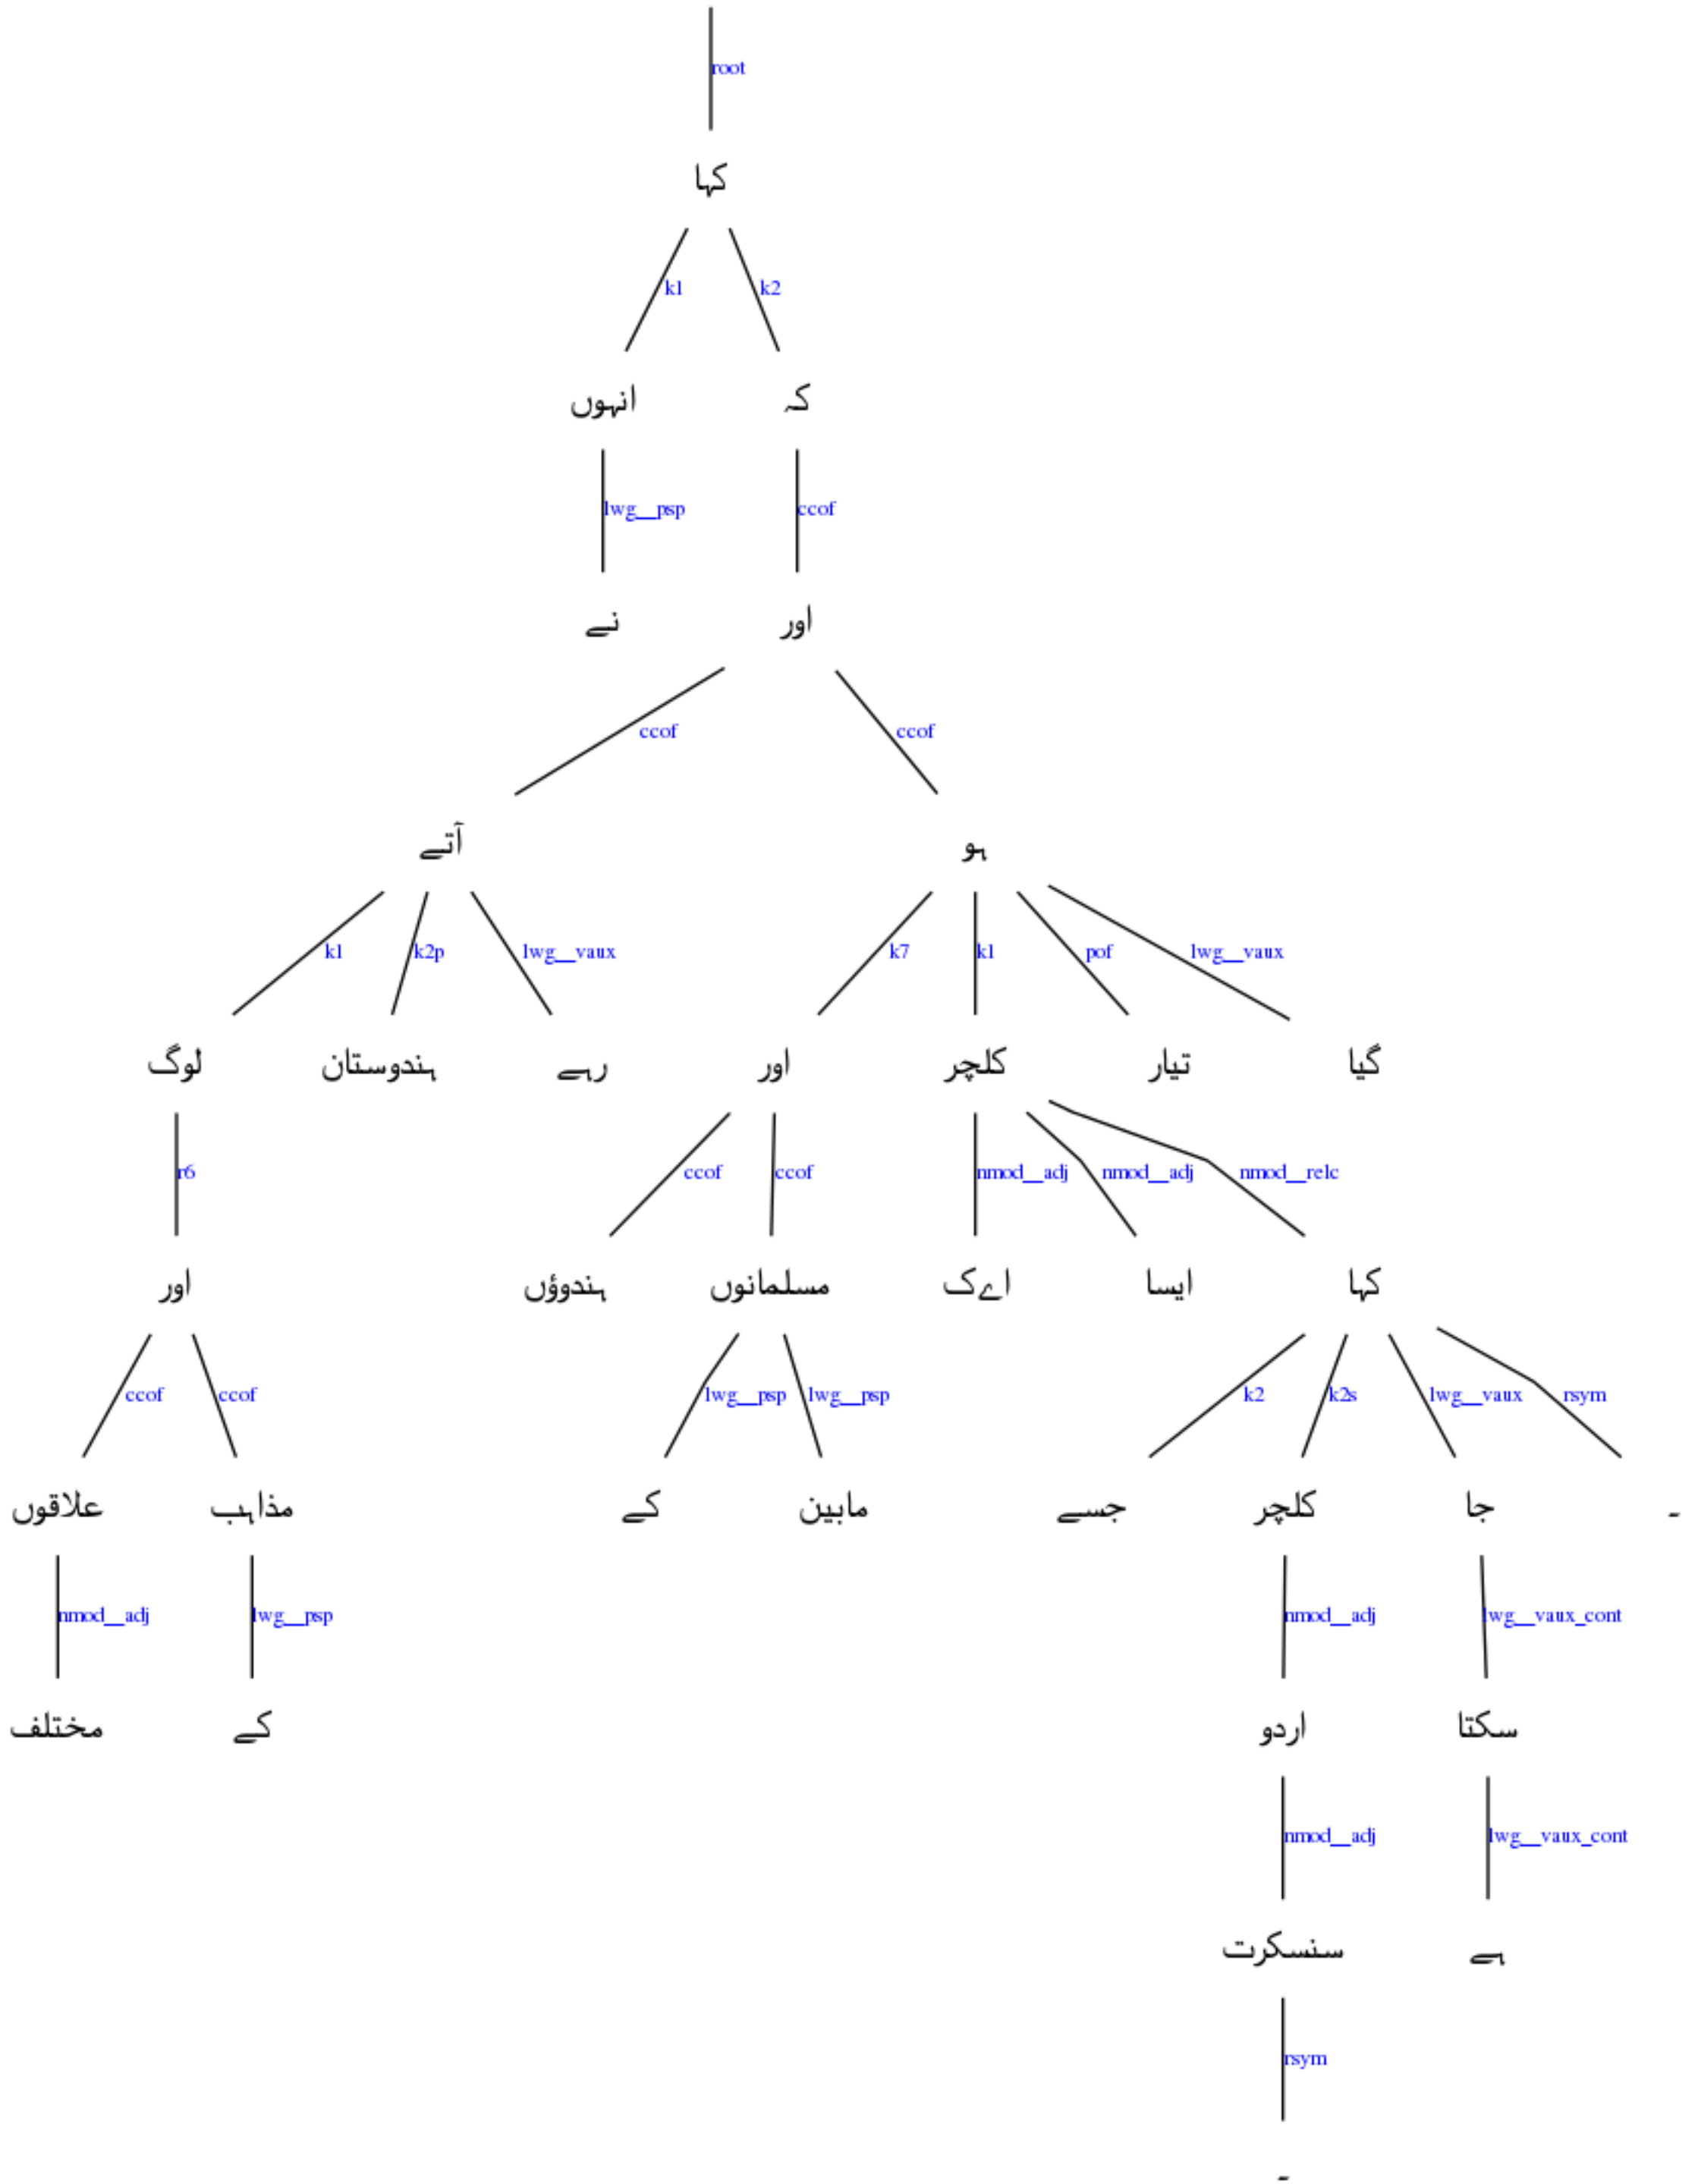 root
کہا
k1 k2
انہوں کہ
lwg__psp ccof
نے اور
ccof ccof
آتے ہو
k1 k2p lwg__vaux k7 k1 pof lwg__vaux
لوگ ہندوستان رہے اور کلچر تیار گیا
r6 ccof ccof nmod__adj nmod__adj nmod__relc
اور ہندوؤں مسلمانوں اےک ایسا کہا
ccof ccof lwg__psp lwg__psp k2 k2s lwg__vaux rsym
علاقوں مذاہب کے مابین جسے کلچر جا ۔
nmod__adj lwg__psp nmod__adj lwg__vaux_cont
مختلف کے اردو سکتا
nmod__adj lwg__vaux_cont
سنسکرت ہے
rsym
-